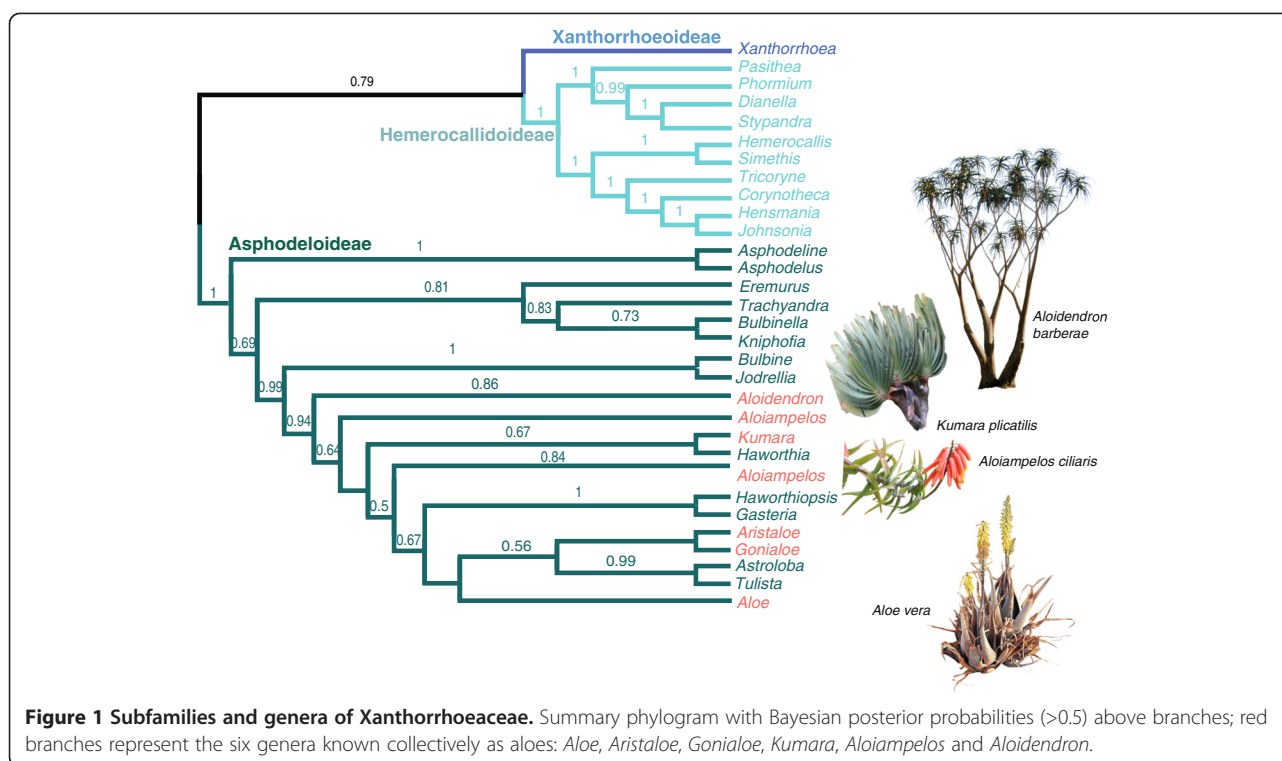 Xanthorrhoeoideae
Xanthorrhoea
0.79
Pasithea
1
Phormium
0.99
Dianella
1
1
Stypandra
Hemerocallidoideae
1
Hemerocallis
Simethis
1
Tricoryne
1
Corynotheca
1
1
Hensmania
Johnsonia
Asphodeloideae
1
Asphodeline
Asphodelus
1
0.81
Eremurus
0.83
Trachyandra
0.73
Bulbinella
Kniphofia
0.69
1
Bulbine
Jodrellia
0.99
0.86
Aloidendron
0.94
Aloiampelos
0.64
0.67
Kumara
Haworthia
0.84
Aloiampelos
0.5
1
Haworthiopsis
Gasteria
0.67
0.56
Aristaloe
Gonialoe
0.99
Astroloba
Tulista
Aloe
Aloidendron
barberae
Kumara plicatilis
Aloiampelos ciliaris
Aloe vera
Figure 1 Subfamilies and genera of Xanthorrhoeaceae. Summary phylogram with Bayesian posterior probabilities (>0.5) above branches; red
branches represent the six genera known collectively as aloes: Aloe, Aristaloe, Gonialoe, Kumara, Aloiampelos and Aloidendron.